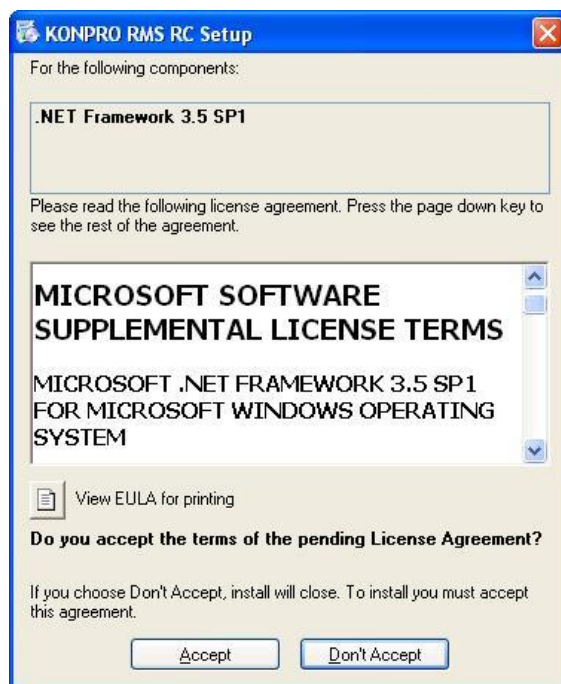 KONPRO RMS RC Setup
For the following components:
.NET Framework 3.5 SP1
Please read the following license agreement. Press the page down key to
see the rest of the agreement.
MICROSOFT SOFTWARE
SUPPLEMENTAL LICENSE TERMS
MICROSOFT .NET FRAMEWORK 3.5 SP1
FOR MICROSOFT WINDOWS OPERATING
SYSTEM
View EULA for printing
Do you accept the terms of the pending License Agreement?
If you choose Don't Accept, install will close. To install you must accept
this agreement.
Accept
Don't Accept